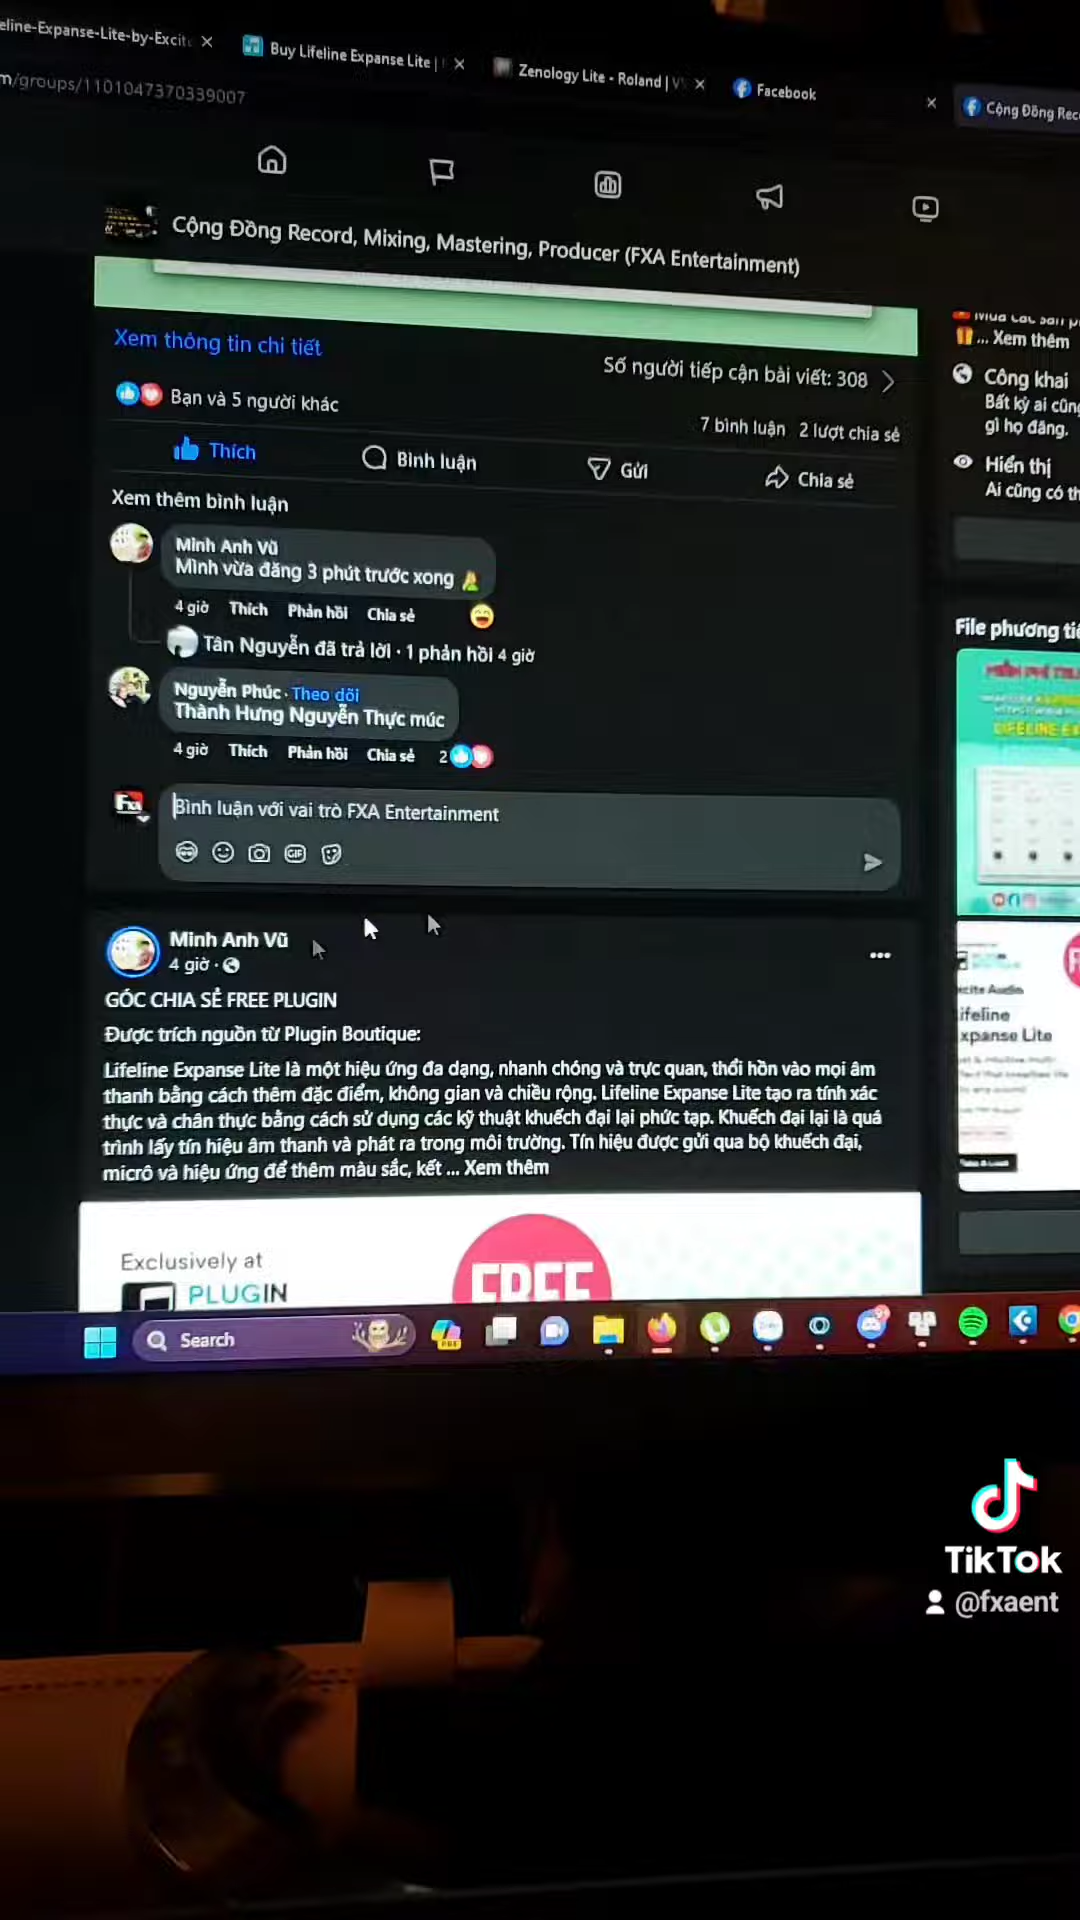 eline-Expanse-Lite-by-Excite
Buy Lifeline Expanse Lite |
Zenology Lite - Roland | V
Facebook
Cộng Đồng Rec
m/groups/1101047370339007
Cộng Đồng Record, Mixing, Mastering, Producer (FXA Entertainment)
Xem thông tin chi tiết
Số người tiếp cận bài viết: 308
Bạn và 5 người khác
7 bình luận 2 lượt chia sẻ
Thích
Bình luận
Gửi
Chia sẻ
Xem thêm bình luận
Minh Anh Vũ
Mình vừa đăng 3 phút trước xong
4 giờ Thích Phản hồi Chia sẻ
Tân Nguyễn đã trả lời · 1 phản hồi 4 giờ
Nguyễn Phúc · Theo dõi
Thành Hưng Nguyễn Thực múc
4 giờ Thích Phản hồi Chia sẻ 2
FXA
Bình luận với vai trò FXA Entertainment
GIF
Minh Anh Vũ
4 giờ ·
GÓC CHIA SẺ FREE PLUGIN
Được trích nguồn từ Plugin Boutique:
Lifeline Expanse Lite là một hiệu ứng đa dạng, nhanh chóng và trực quan, thổi hồn vào mọi âm
thanh bằng cách thêm đặc điểm, không gian và chiều rộng. Lifeline Expanse Lite tạo ra tính xác
thực và chân thực bằng cách sử dụng các kỹ thuật khuếch đại lại phức tạp. Khuếch đại lại là quá
trình lấy tín hiệu âm thanh và phát ra trong môi trường. Tín hiệu được gửi qua bộ khuếch đại,
micrô và hiệu ứng để thêm màu sắc, kết ... Xem thêm
Exclusively at
PLUGIN
FREE
... Xem thêm
Công khai
Bất kỳ ai cũng
gì họ đăng.
Hiển thị
Ai cũng có th
File phương tiệ
LIFELINE EX
xcite Audio
ifeline
xpanse Lite
Search
TikTok
@fxaent